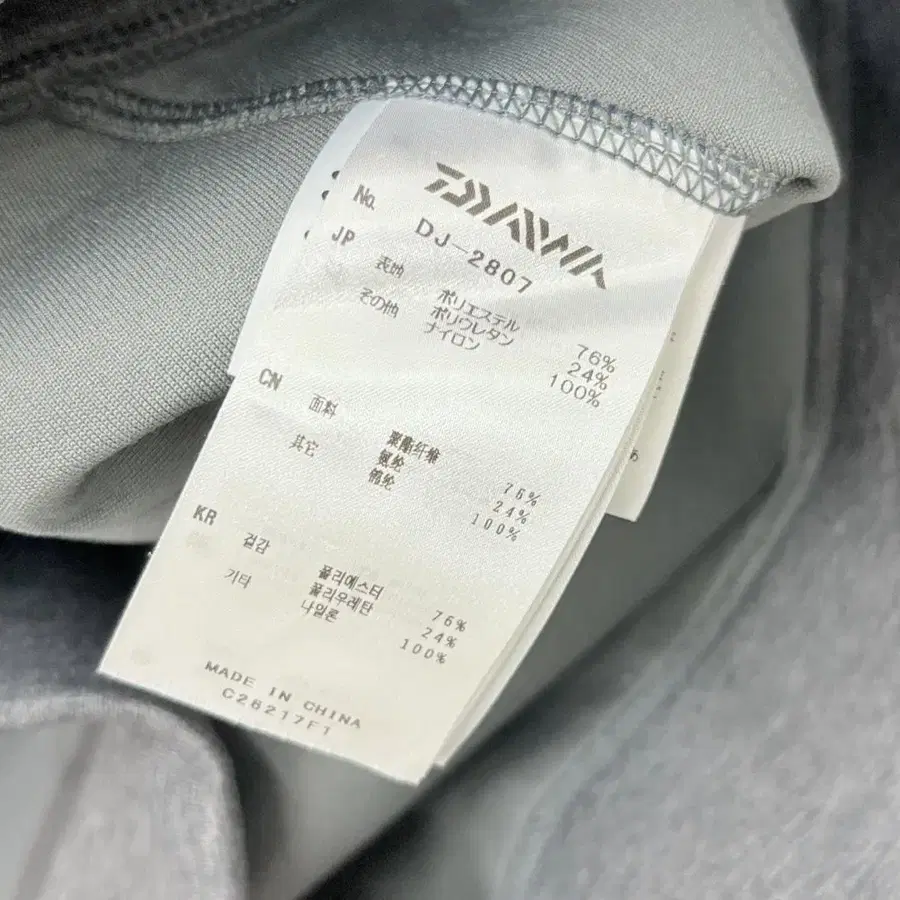 DAIWA
No. DJ-2807
JP
表地 ポリエステル 76%
ポリウレタン 24%
その他 ナイロン 100%
CN
面料 聚酯纤维 76%
氨纶 24%
其它 锦纶 100%
KR
겉감 폴리에스터 76%
폴리우레탄 24%
기타 나일론 100%
MADE IN CHINA
C26217F1